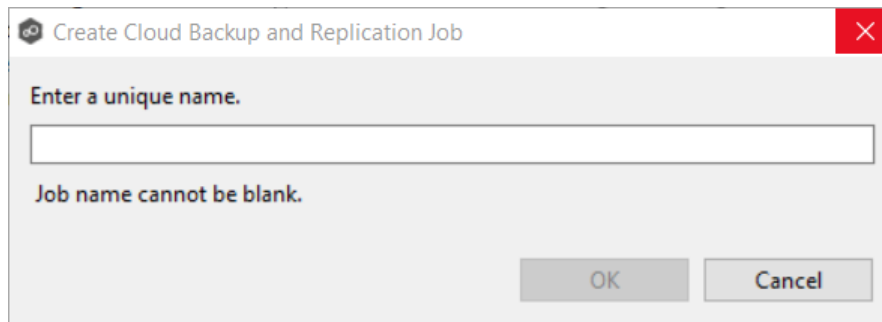 Create Cloud Backup and Replication Job
Enter a unique name.
Job name cannot be blank.
OK
Cancel